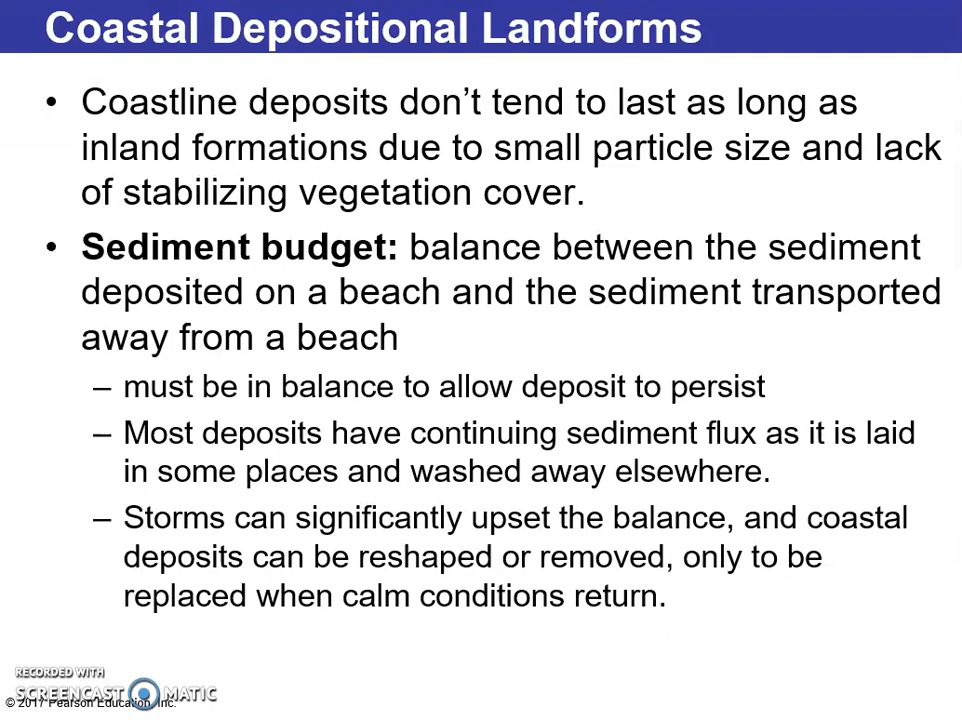 Coastal Depositional Landforms
• Coastline deposits don’t tend to last as long as
inland formations due to small particle size and lack
of stabilizing vegetation cover.
• Sediment budget: balance between the sediment
deposited on a beach and the sediment transported
away from a beach
– must be in balance to allow deposit to persist
– Most deposits have continuing sediment flux as it is laid
in some places and washed away elsewhere.
– Storms can significantly upset the balance, and coastal
deposits can be reshaped or removed, only to be
replaced when calm conditions return.
RECORDED WITH
SCREENCAST MATIC
© 2017 Pearson Education, Inc.